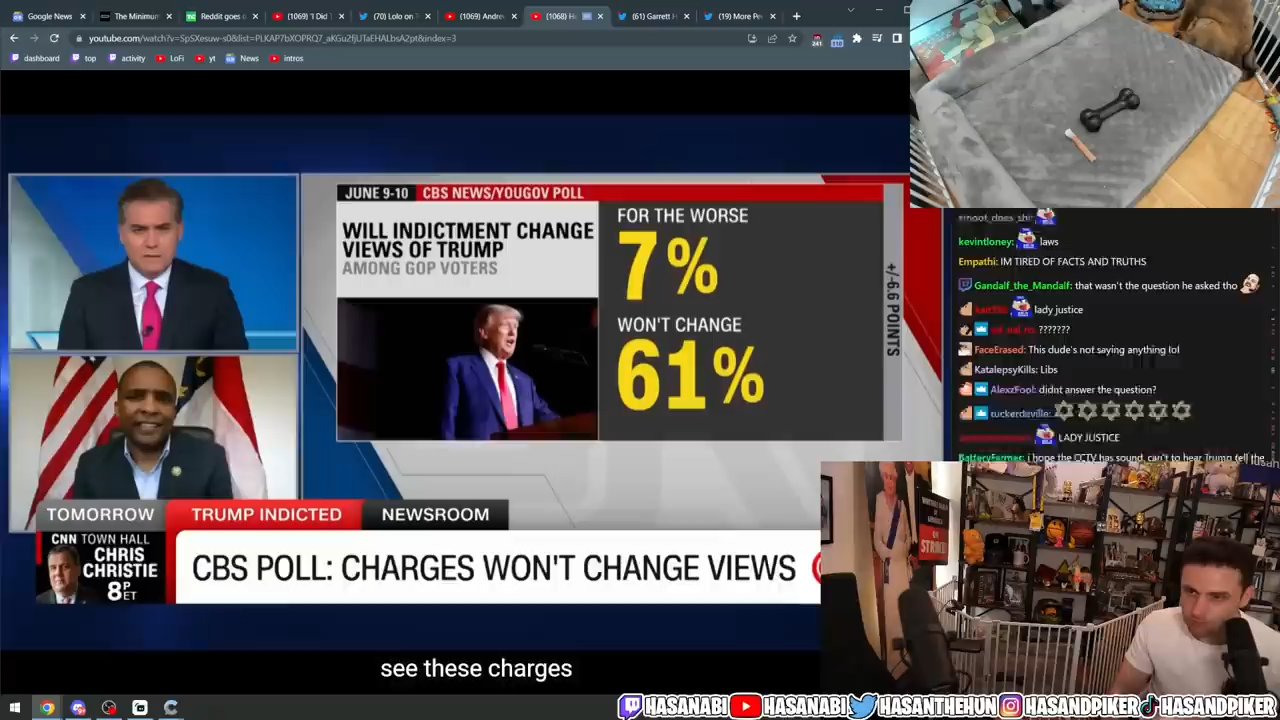 Google News
The Minimum
Reddit goes o
(1069) 'I Did
(70) Lolo on
(1069) Andre
(1068) H
(61) Garrett H
(19) More Pe
youtube.com/watch?v=SpSXesuw-s0&list=PLKAP7bXOPRQ7_aKGu2fjUTaEHALbsA2pt&index=3
dashboard
top
activity
LoFi
yt
News
intros
JUNE 9-10
CBS NEWS/YOUGOV POLL
WILL INDICTMENT CHANGE
VIEWS OF TRUMP
AMONG GOP VOTERS
FOR THE WORSE
7%
WON'T CHANGE
61%
+/-6.6 POINTS
TOMORROW
TRUMP INDICTED
NEWSROOM
CNN TOWN HALL
CHRIS
CHRISTIE
8P ET
CBS POLL: CHARGES WON'T CHANGE VIEWS
see these charges
kevintloney: laws
Empathi: IM TIRED OF FACTS AND TRUTHS
Gandalf_the_Mandalf: that wasn't the question he asked tho
lady justice
???????
FaceErased: This dude's not saying anything lol
KatalepsyKills: Libs
AlexzFool: didnt answer the question?
ruckerdeville:
LADY JUSTICE
BatteryFarmer: i hope the CCTV has sound, can't to hear Trump tell the
ON
STRIKE
HASANABI
HASANABI
HASANTHEHUN
HASANDPIKER
HASANDPIKER